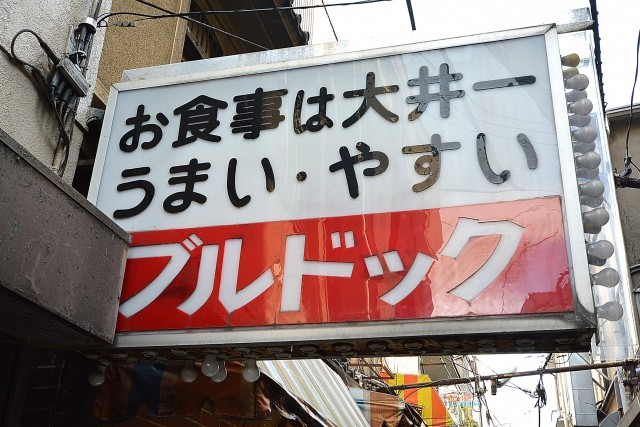 お食事は大井一
うまい・やすい
ブルドック